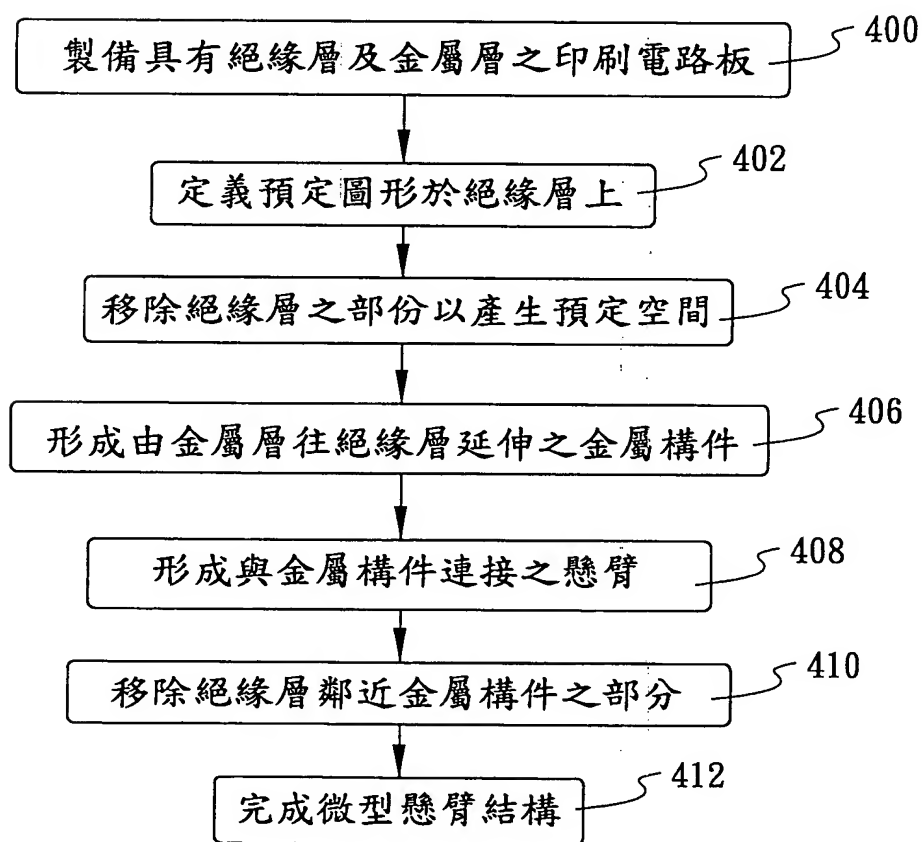 製備具有絕緣層及金屬層之印刷電路板
400
定義預定圖形於絕緣層上
402
移除絕緣層之部份以產生預定空間
404
形成由金屬層往絕緣層延伸之金屬構件
406
形成與金屬構件連接之懸臂
408
移除絕緣層鄰近金屬構件之部分
410
完成微型懸臂結構
412